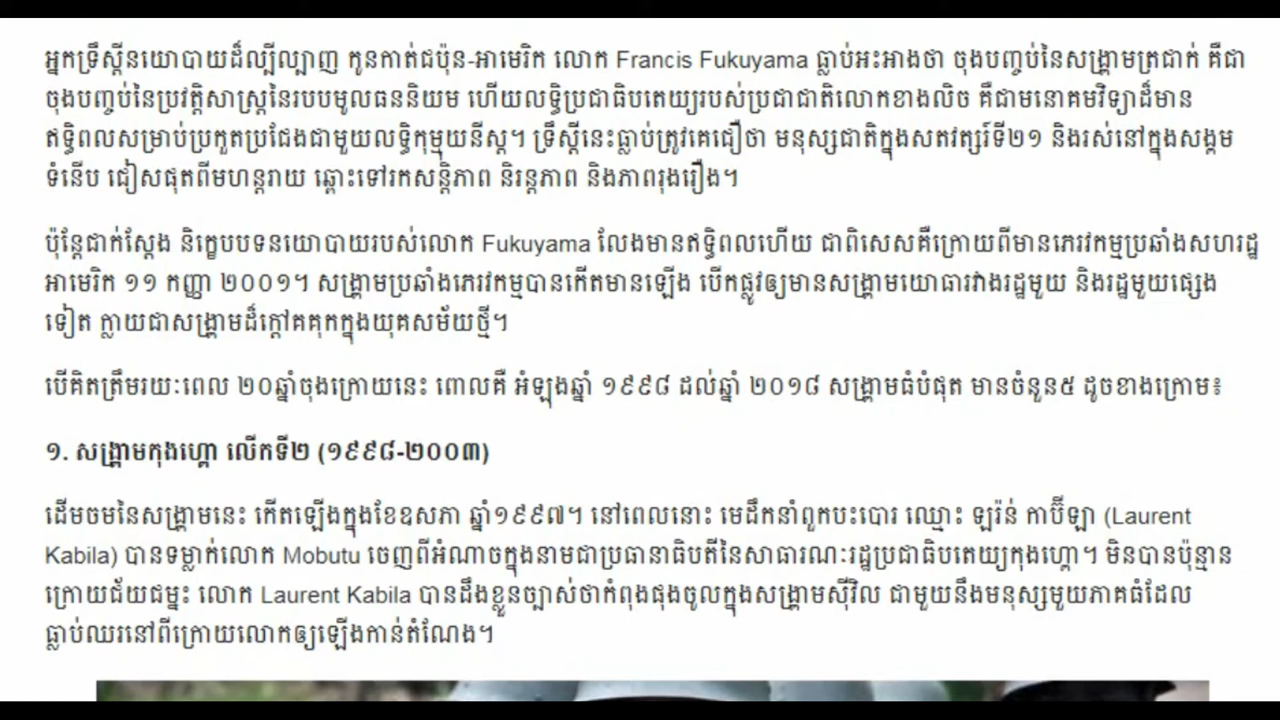 អ្នកទ្រឹស្ដីនយោបាយដ៏ល្បីល្បាញ កូនកាត់ជប៉ុន-អាមេរិក លោក Francis Fukuyama ធ្លាប់អះអាងថា ចុងបញ្ចប់នៃសង្គ្រាមត្រជាក់ គឺជា
ចុងបញ្ចប់នៃប្រវត្តិសាស្ត្រនៃរបបមូលធននិយម ហើយលទ្ធិប្រជាធិបតេយ្យរបស់ប្រជាជាតិលោកខាងលិច គឺជាមនោគមវិទ្យាដ៏មាន
ឥទ្ធិពលសម្រាប់ប្រកួតប្រជែងជាមួយលទ្ធិកុម្មុយនីស្ត។ ទ្រឹស្ដីនេះធ្លាប់ត្រូវគេជឿថា មនុស្សជាតិក្នុងសតវត្សរ៍ទី២១ និងរស់នៅក្នុងសង្គម
ទំនើប ជៀសផុតពីមហន្តរាយ ឆ្ពោះទៅរកសន្តិភាព និរន្តភាព និងភាពរុងរឿង។
ប៉ុន្តែជាក់ស្ដែង និក្ខេបបទនយោបាយរបស់លោក Fukuyama លែងមានឥទ្ធិពលហើយ ជាពិសេសគឺក្រោយពីមានភេរវកម្មប្រឆាំងសហរដ្ឋ
អាមេរិក ១១ កញ្ញា ២០០១។ សង្គ្រាមប្រឆាំងភេរវកម្មបានកើតមានឡើង បើកផ្លូវឲ្យមានសង្គ្រាមយោធារវាងរដ្ឋមួយ និងរដ្ឋមួយផ្សេង
ទៀត ក្លាយជាសង្គ្រាមដ៏ក្ដៅគគុកក្នុងយុគសម័យថ្មី។
បើគិតត្រឹមរយៈពេល ២០ឆ្នាំចុងក្រោយនេះ ពោលគឺ អំឡុងឆ្នាំ ១៩៩៨ ដល់ឆ្នាំ ២០១៨ សង្គ្រាមធំបំផុត មានចំនួន៥ ដូចខាងក្រោម៖
១. សង្គ្រាមកុងហ្គោ លើកទី២ (១៩៩៨-២០០៣)
ដើមចមនៃសង្គ្រាមនេះ កើតឡើងក្នុងខែឧសភា ឆ្នាំ១៩៩៧។ នៅពេលនោះ មេដឹកនាំពួកបះបោរ ឈ្មោះ ឡូរ៉ន់ កាប៊ីឡា (Laurent
Kabila) បានទម្លាក់លោក Mobutu ចេញពីអំណាចក្នុងនាមជាប្រធានាធិបតីនៃសាធារណៈរដ្ឋប្រជាធិបតេយ្យកុងហ្គោ។ មិនបានប៉ុន្មាន
ក្រោយជ័យជម្នះ លោក Laurent Kabila បានដឹងខ្លួនច្បាស់ថាកំពុងផុងចូលក្នុងសង្គ្រាមស៊ីវិល ជាមួយនឹងមនុស្សមួយភាគធំដែល
ធ្លាប់ឈរនៅពីក្រោយលោកឲ្យឡើងកាន់តំណែង។